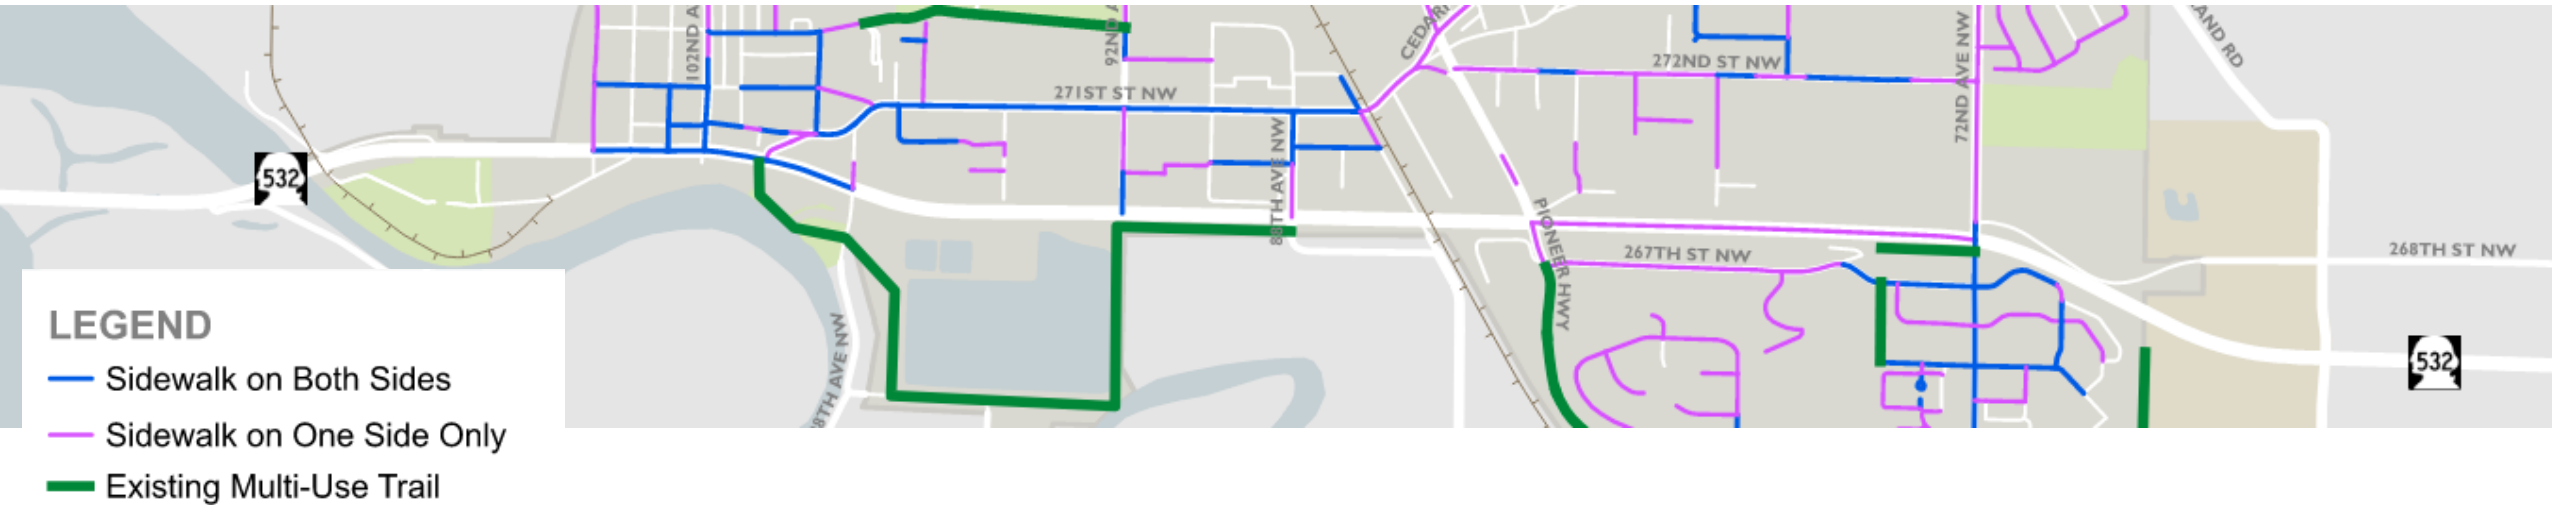 102ND A
92ND A
CEDAR
AND RD
272ND ST NW
271ST ST NW
72ND AVE NW
88TH AVE NW
532
PIONEER HWY
267TH ST NW
268TH ST NW
8TH AVE NW
532
LEGEND
Sidewalk on Both Sides
Sidewalk on One Side Only
Existing Multi-Use Trail